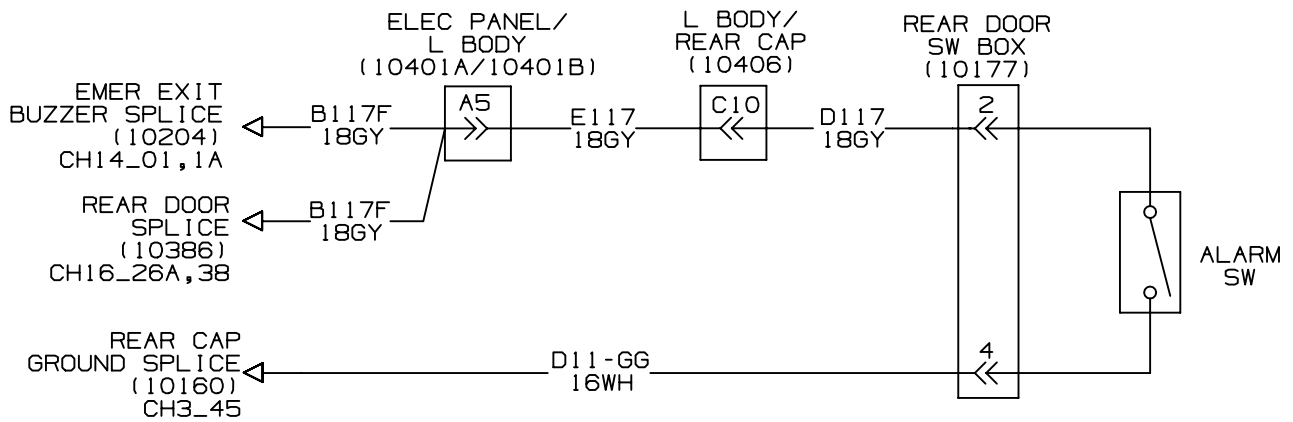 ELEC PANEL/
L BODY
(10401A/10401B)
L BODY/
REAR CAP
(10406)
REAR DOOR
SW BOX
(10177)
EMER EXIT
BUZZER SPLICE
(10204)
CH14_01,1A
B117F
18GY
A5
E117
18GY
C10
D117
18GY
2
REAR DOOR
SPLICE
(10386)
CH16_26A,38
B117F
18GY
ALARM
SW
REAR CAP
GROUND SPLICE
(10160)
CH3_45
D11-GG
16WH
4